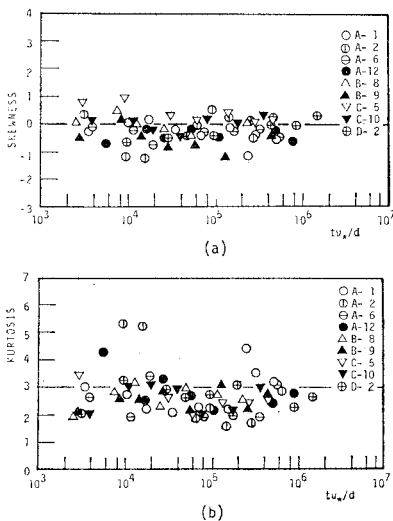 4
3
2
1
0
-1
-2
-3
SKEWNESS
A- 1
A- 2
A- 6
A-12
B- 8
B- 9
C- 5
C-10
D- 2
10³ 10⁴ 10⁵ 10⁶ 10⁷
tu*/d
(a)
7
6
5
4
3
2
1
0
KURTOSIS
A- 1
A- 2
A- 6
A-12
B- 8
B- 9
C- 5
C-10
D- 2
10³ 10⁴ 10⁵ 10⁶ 10⁷
tu*/d
(b)